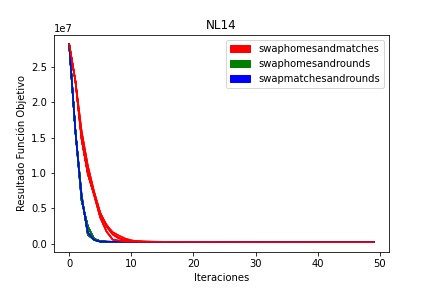 NL14
1e7
swaphomesandmatches
swaphomesandrounds
swapmatchesandrounds
Resultado Función Objetivo
2.5
2.0
1.5
1.0
0.5
0.0
0 10 20 30 40 50
Iteraciones